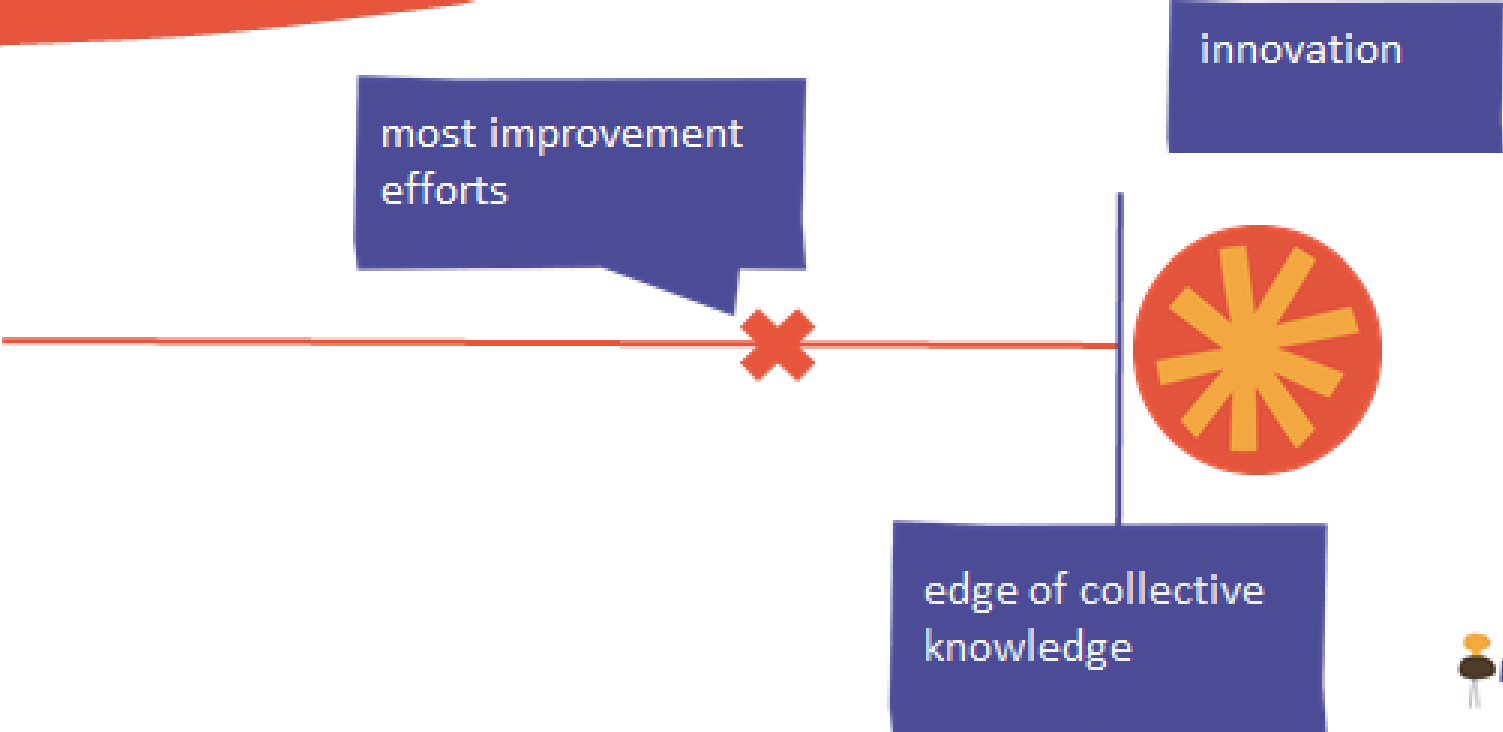 innovation
most improvement
efforts
edge of collective
knowledge